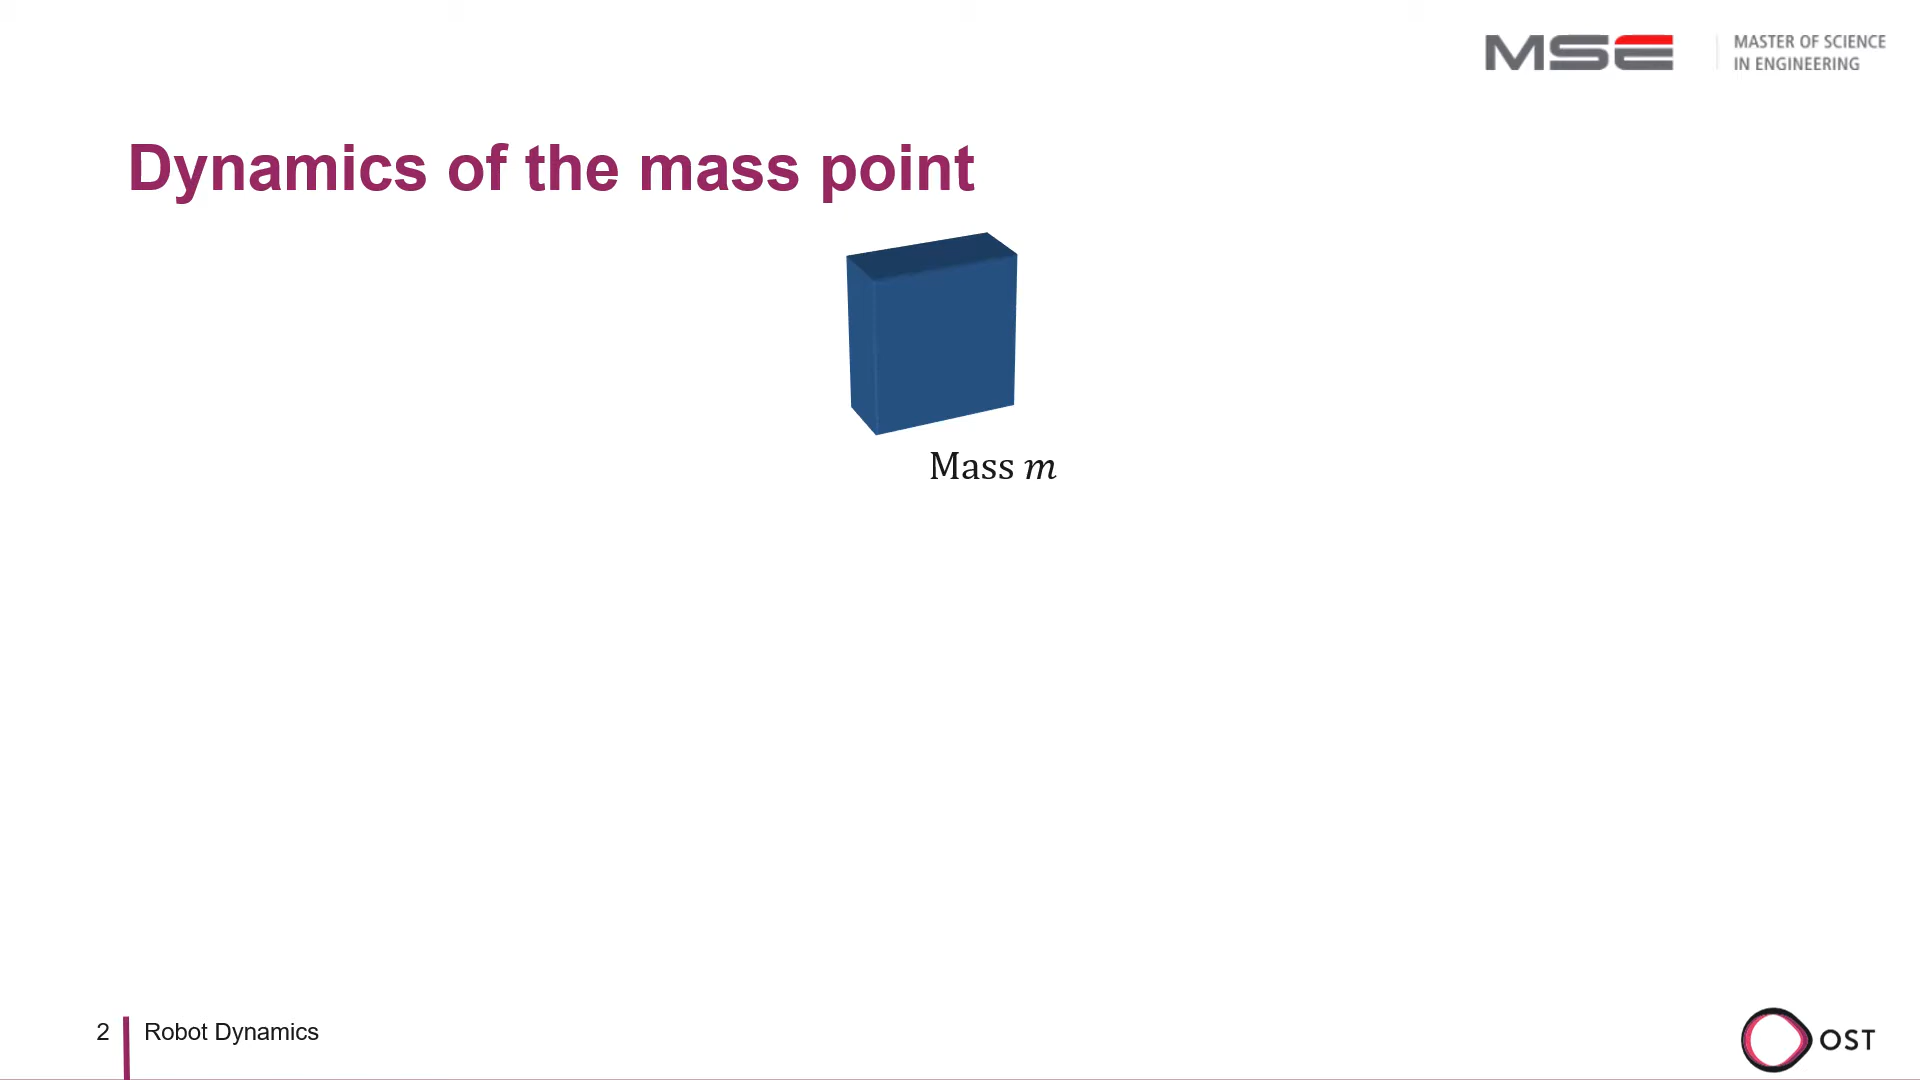 MSE
MASTER OF SCIENCE
IN ENGINEERING
Dynamics of the mass point
Mass m
2
Robot Dynamics
OST